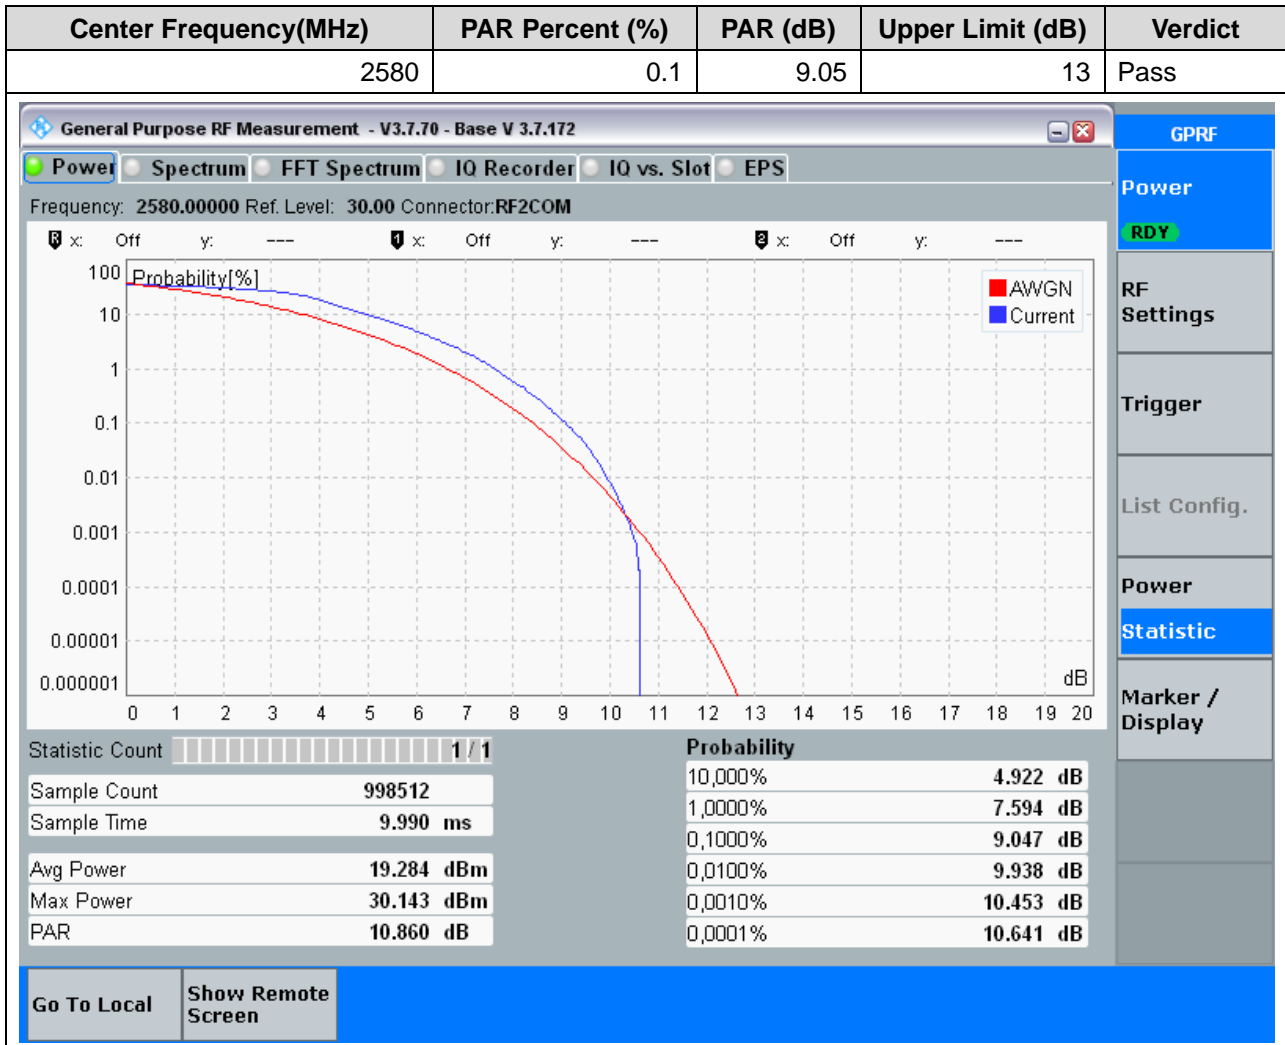 Center Frequency(MHz) PAR Percent (%) PAR (dB) Upper Limit (dB) Verdict
2580 0.1 9.05 13 Pass
General Purpose RF Measurement - V3.7.70 - Base V 3.7.172
GPRF
Power Spectrum FFT Spectrum IQ Recorder IQ vs. Slot EPS
Frequency: 2580.00000 Ref. Level: 30.00 Connector:RF2COM
R x: Off y: --- 1 x: Off y: --- 2 x: Off y: ---
Probability[%]
100
10
1
0.1
0.01
0.001
0.0001
0.00001
0.000001
AWGN
Current
dB
0 1 2 3 4 5 6 7 8 9 10 11 12 13 14 15 16 17 18 19 20
Statistic Count 1 / 1
Sample Count 998512
Sample Time 9.990 ms
Avg Power 19.284 dBm
Max Power 30.143 dBm
PAR 10.860 dB
Probability
10,000% 4.922 dB
1,0000% 7.594 dB
0,1000% 9.047 dB
0,0100% 9.938 dB
0,0010% 10.453 dB
0,0001% 10.641 dB
Power
RDY
RF
Settings
Trigger
List Config.
Power
Statistic
Marker /
Display
Go To Local
Show Remote
Screen